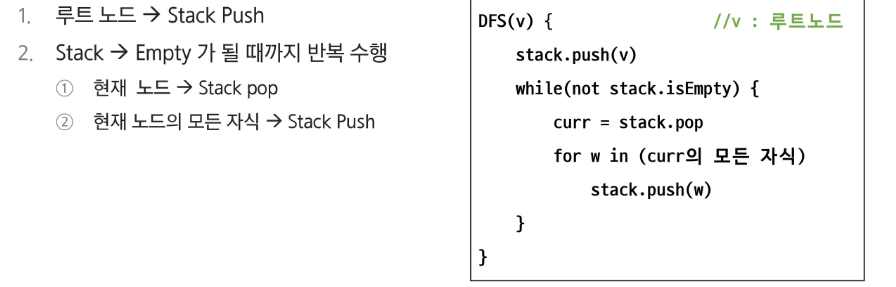 1. 루트 노드 → Stack Push
2. Stack → Empty 가 될 때까지 반복 수행
① 현재 노드 → Stack pop
② 현재 노드의 모든 자식 → Stack Push
DFS(v) { //v : 루트노드
stack.push(v)
while(not stack.isEmpty) {
curr = stack.pop
for w in (curr의 모든 자식)
stack.push(w)
}
}